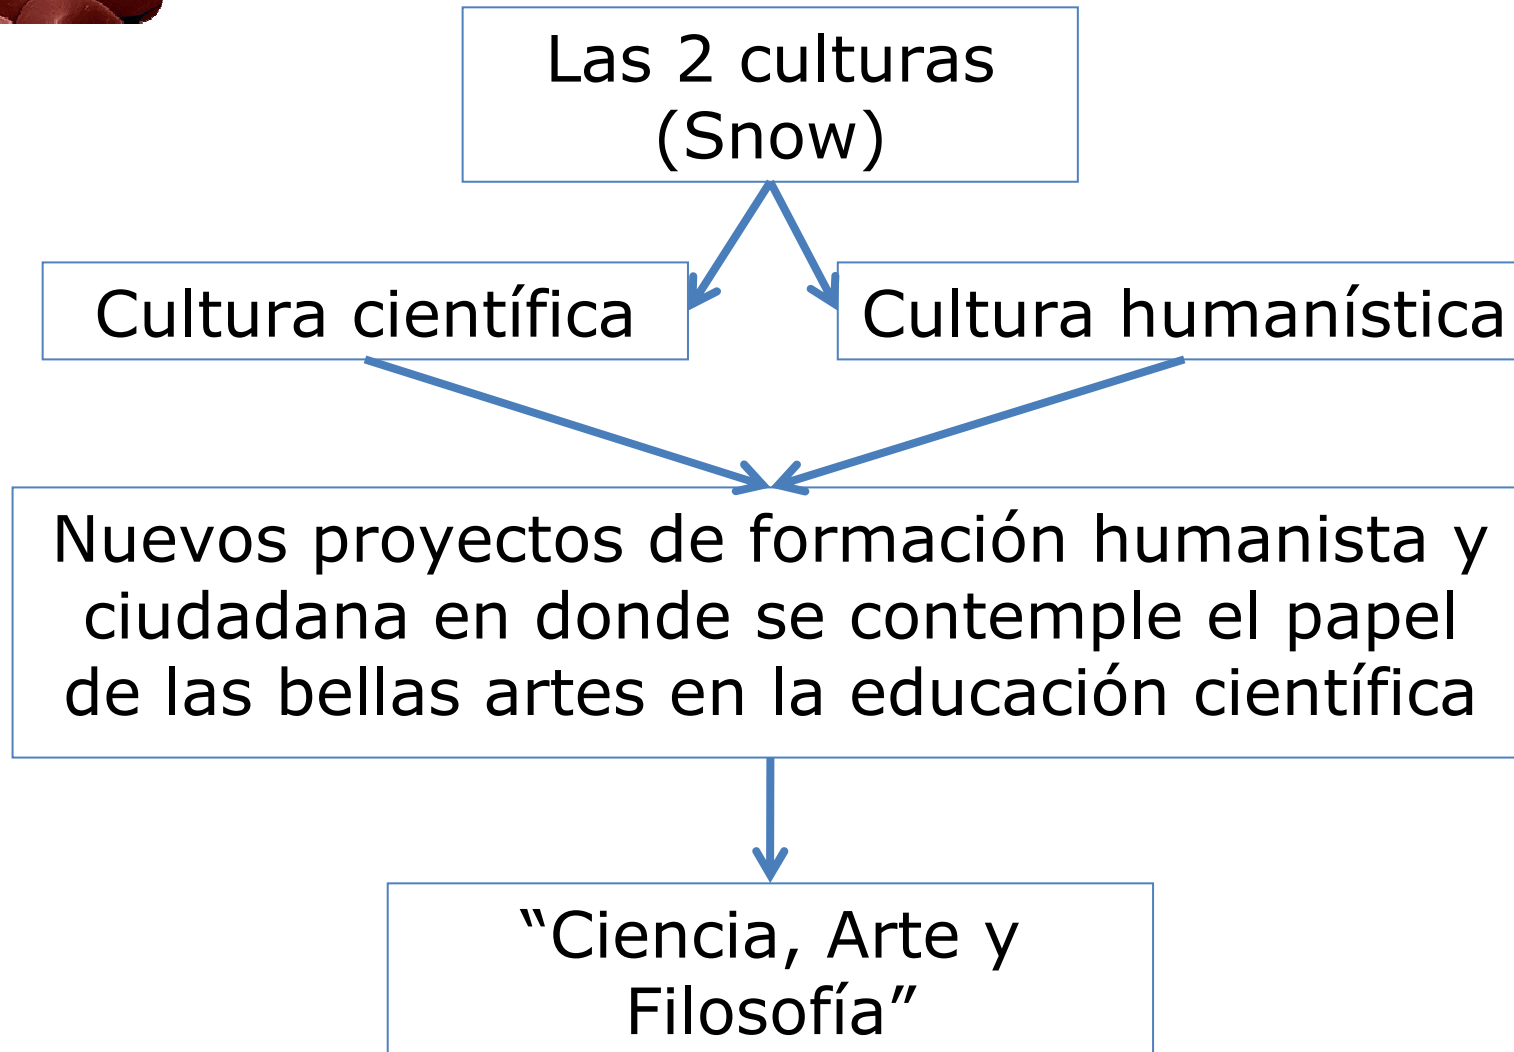 Las 2 culturas
(Snow)
Cultura científica
Cultura humanística
Nuevos proyectos de formación humanista y
ciudadana en donde se contemple el papel
de las bellas artes en la educación científica
“Ciencia, Arte y
Filosofía”